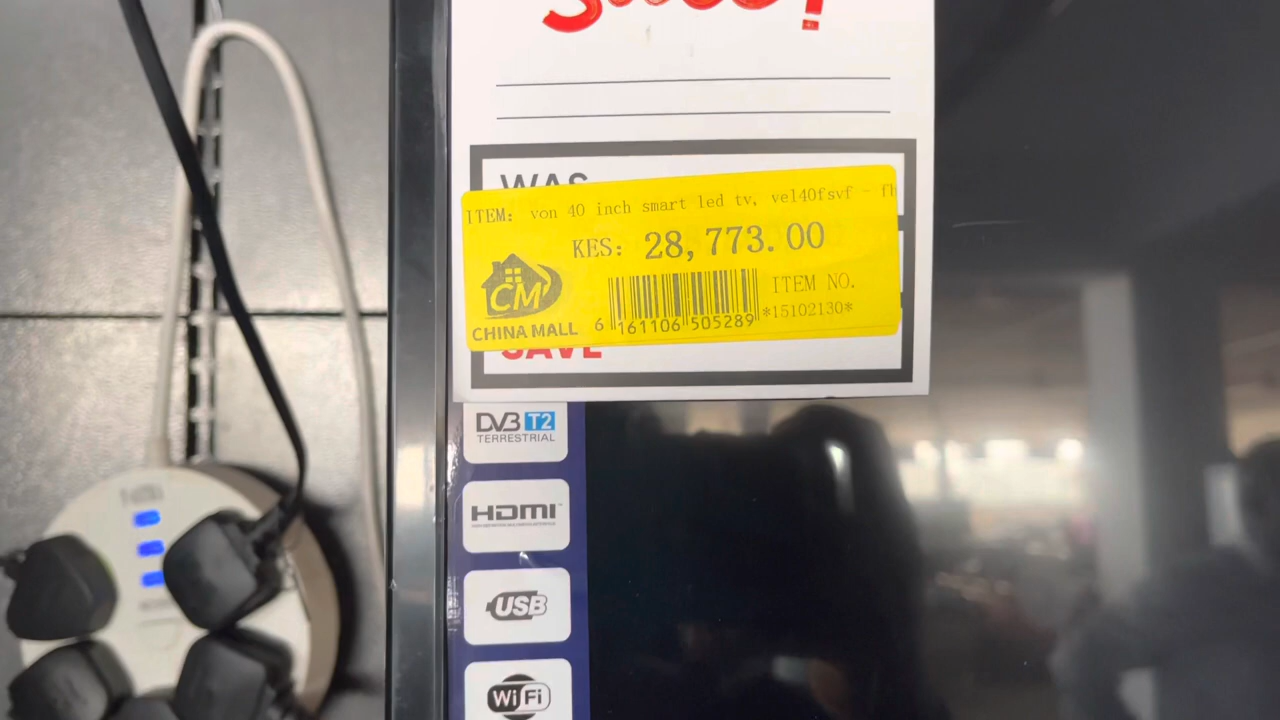 WAS
ITEM: von 40 inch smart led tv, vel40fsvf - fh
KES: 28,773.00
CM
CHINA MALL
6 161106 505289
ITEM NO.
*15102130*
SAVE
DVB T2
TERRESTRIAL
HDMI
USB
WiFi